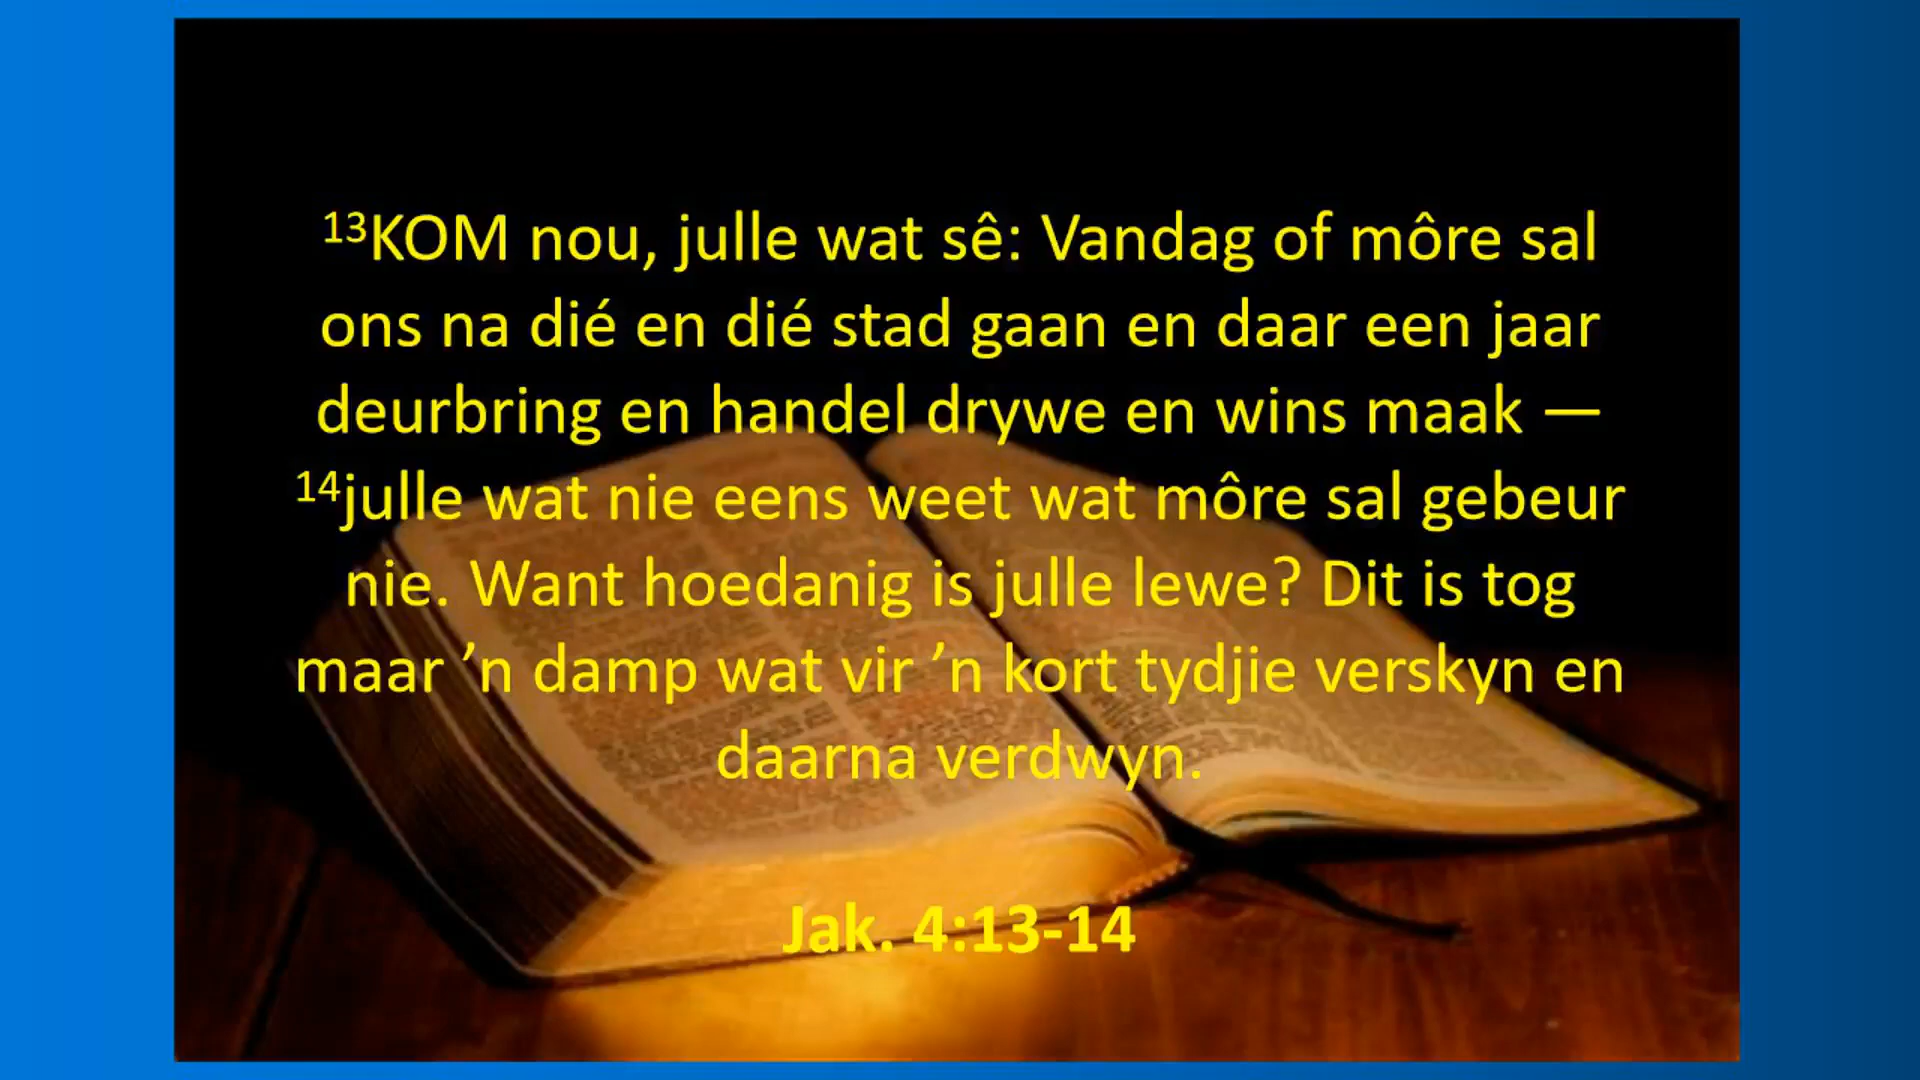 ¹³KOM nou, julle wat sê: Vandag of môre sal
ons na dié en dié stad gaan en daar een jaar
deurbring en handel drywe en wins maak —
¹⁴julle wat nie eens weet wat môre sal gebeur
nie. Want hoedanig is julle lewe? Dit is tog
maar ’n damp wat vir ’n kort tydjie verskyn en
daarna verdwyn.
Jak. 4:13-14